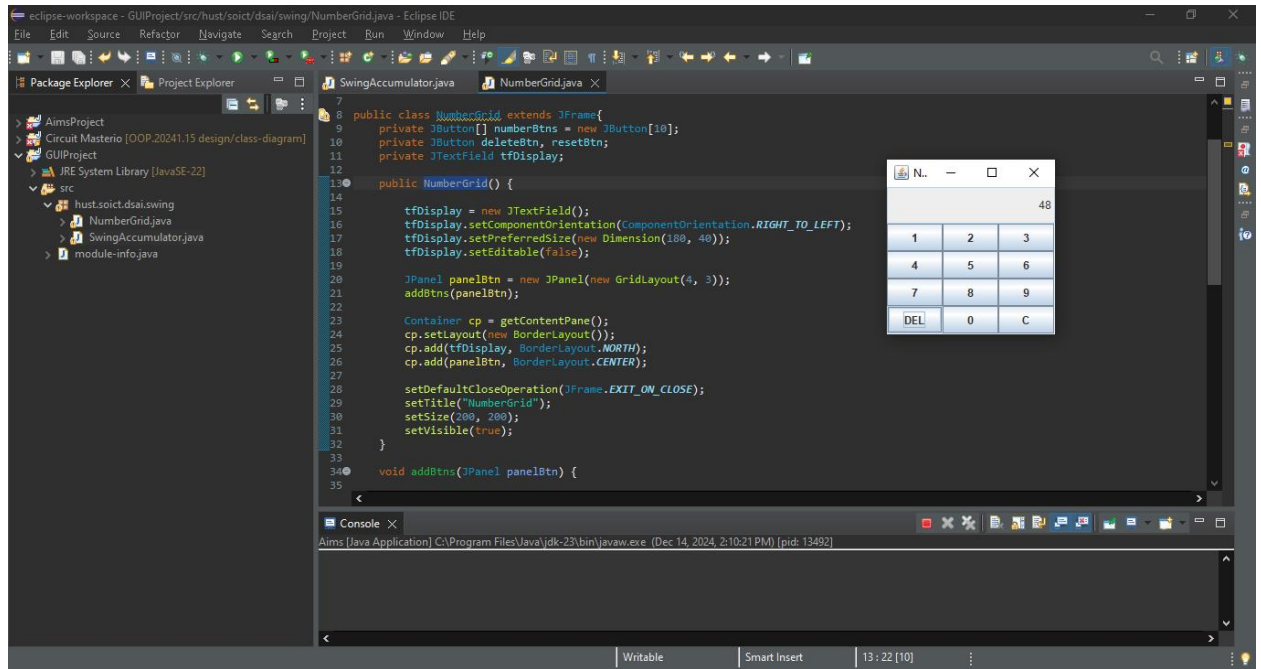 eclipse-workspace - GUIProject/src/hust/soict/dsai/swing/NumberGrid.java - Eclipse IDE
File Edit Source Refactor Navigate Search Project Run Window Help
Package Explorer Project Explorer
AimsProject
Circuit Masterio [OOP.20241.15 design/class-diagram]
GUIProject
JRE System Library [JavaSE-22]
src
hust.soict.dsai.swing
NumberGrid.java
SwingAccumulator.java
module-info.java
SwingAccumulator.java NumberGrid.java
7
8 public class NumberGrid extends JFrame{
9 private JButton[] numberBtns = new JButton[10];
10 private JButton deleteBtn, resetBtn;
11 private JTextField tfDisplay;
12
13 public NumberGrid() {
14
15 tfDisplay = new JTextField();
16 tfDisplay.setComponentOrientation(ComponentOrientation.RIGHT_TO_LEFT);
17 tfDisplay.setPreferredSize(new Dimension(180, 40));
18 tfDisplay.setEditable(false);
19
20 JPanel panelBtn = new JPanel(new GridLayout(4, 3));
21 addBtns(panelBtn);
22
23 Container cp = getContentPane();
24 cp.setLayout(new BorderLayout());
25 cp.add(tfDisplay, BorderLayout.NORTH);
26 cp.add(panelBtn, BorderLayout.CENTER);
27
28 setDefaultCloseOperation(JFrame.EXIT_ON_CLOSE);
29 setTitle("NumberGrid");
30 setSize(200, 200);
31 setVisible(true);
32 }
33
34 void addBtns(JPanel panelBtn) {
35
N..
48
1 2 3
4 5 6
7 8 9
DEL 0 C
Console
Aims [Java Application] C:\Program Files\Java\jdk-23\bin\javaw.exe (Dec 14, 2024, 2:10:21 PM) [pid: 13492]
Writable Smart Insert 13 : 22 [10]